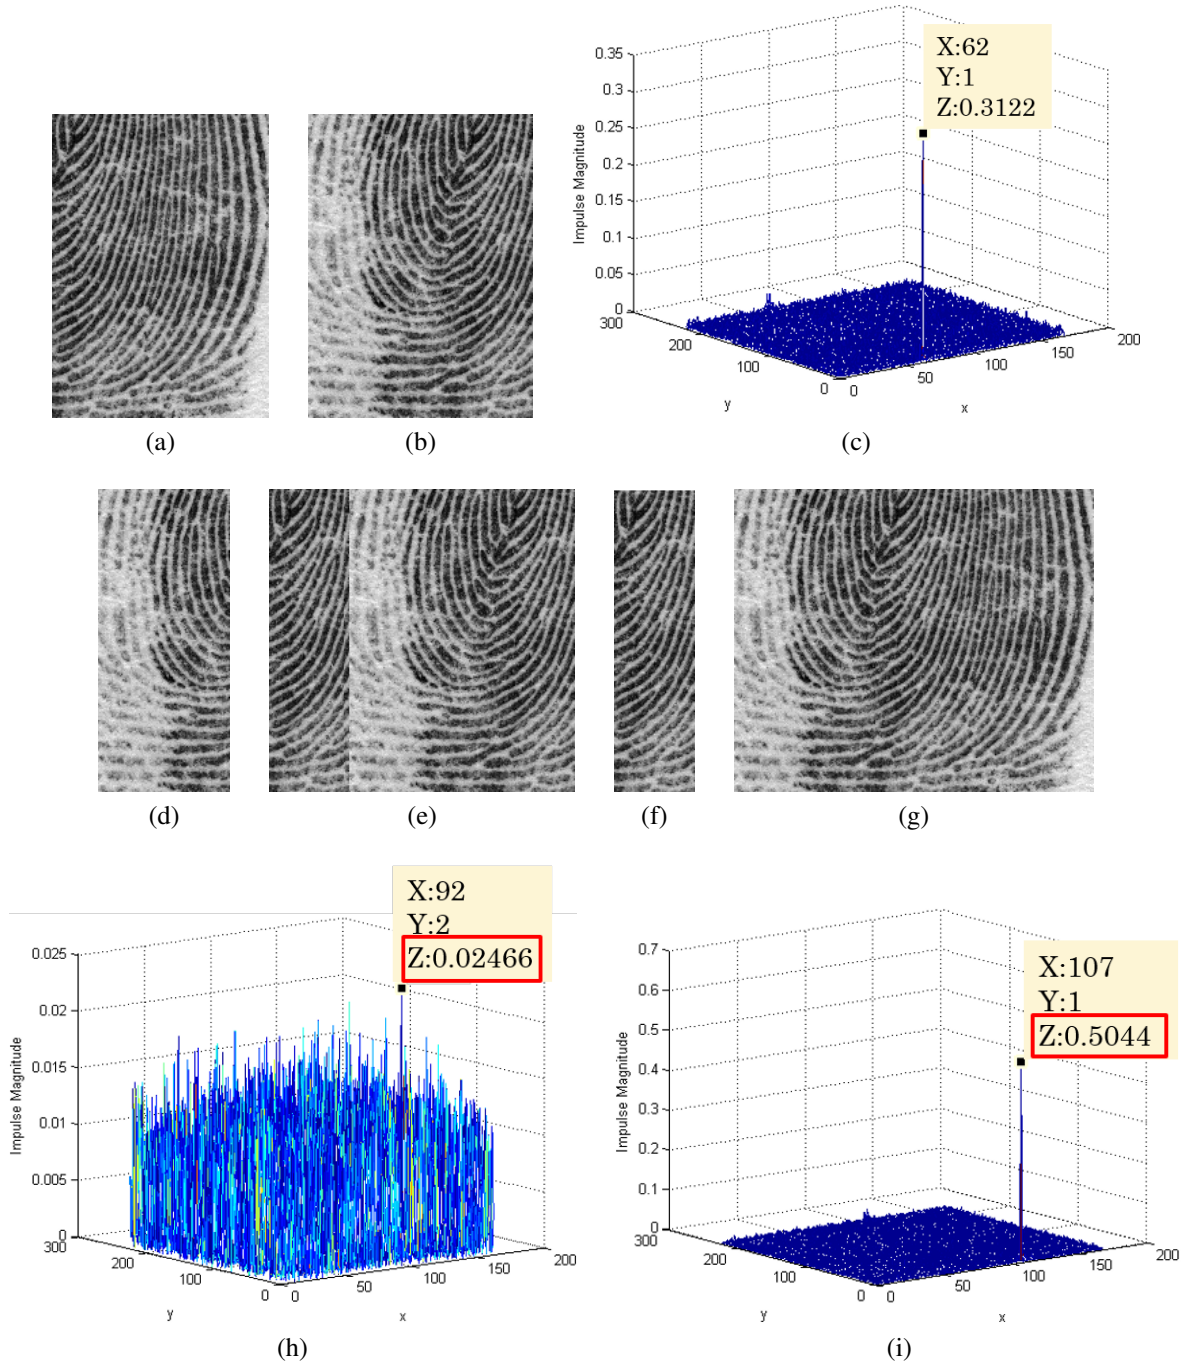 X:62
Y:1
Z:0.3122
0.35
0.3
0.25
0.2
0.15
0.1
0.05
0
Impulse Magnitude
300
200
100
0
y
0
50
100
150
200
x
(a)
(b)
(c)
(d)
(e)
(f)
(g)
X:92
Y:2
Z:0.02466
0.025
0.02
0.015
0.01
0.005
0
Impulse Magnitude
300
200
100
0
y
0
50
100
150
200
x
(h)
X:107
Y:1
Z:0.5044
0.7
0.6
0.5
0.4
0.3
0.2
0.1
0
Impulse Magnitude
300
200
100
0
y
0
50
100
150
200
x
(i)